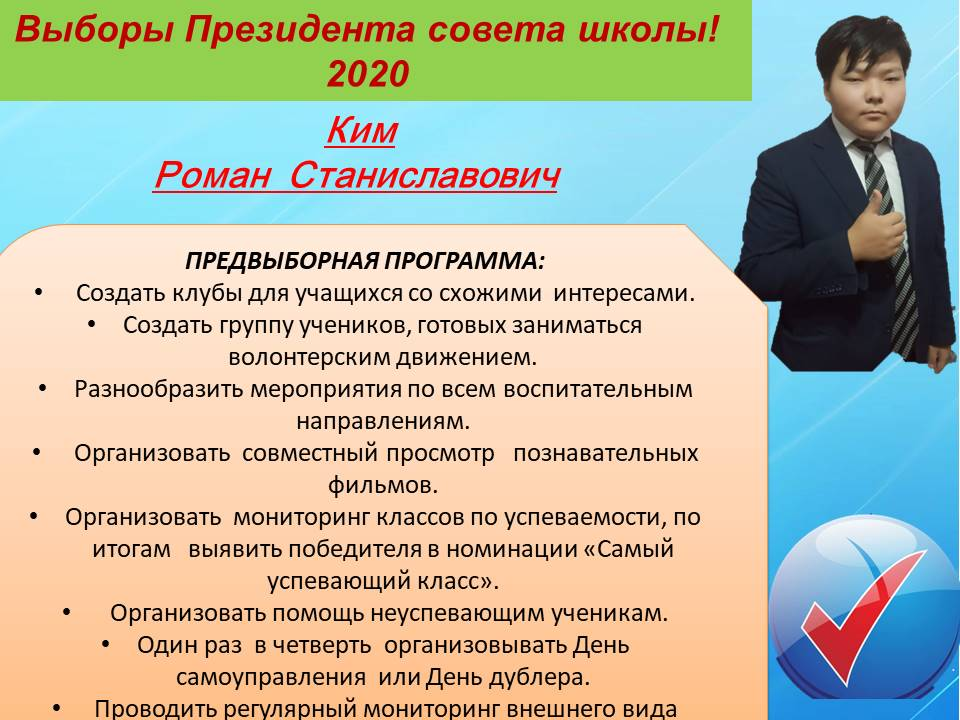 Выборы Президента совета школы!
2020
Ким
Роман Станиславович
ПРЕДВЫБОРНАЯ ПРОГРАММА:
• Создать клубы для учащихся со схожими интересами.
• Создать группу учеников, готовых заниматься
волонтерским движением.
• Разнообразить мероприятия по всем воспитательным
направлениям.
• Организовать совместный просмотр познавательных
фильмов.
• Организовать мониторинг классов по успеваемости, по
итогам выявить победителя в номинации «Самый
успевающий класс».
• Организовать помощь неуспевающим ученикам.
• Один раз в четверть организовывать День
самоуправления или День дублера.
• Проводить регулярный мониторинг внешнего вида